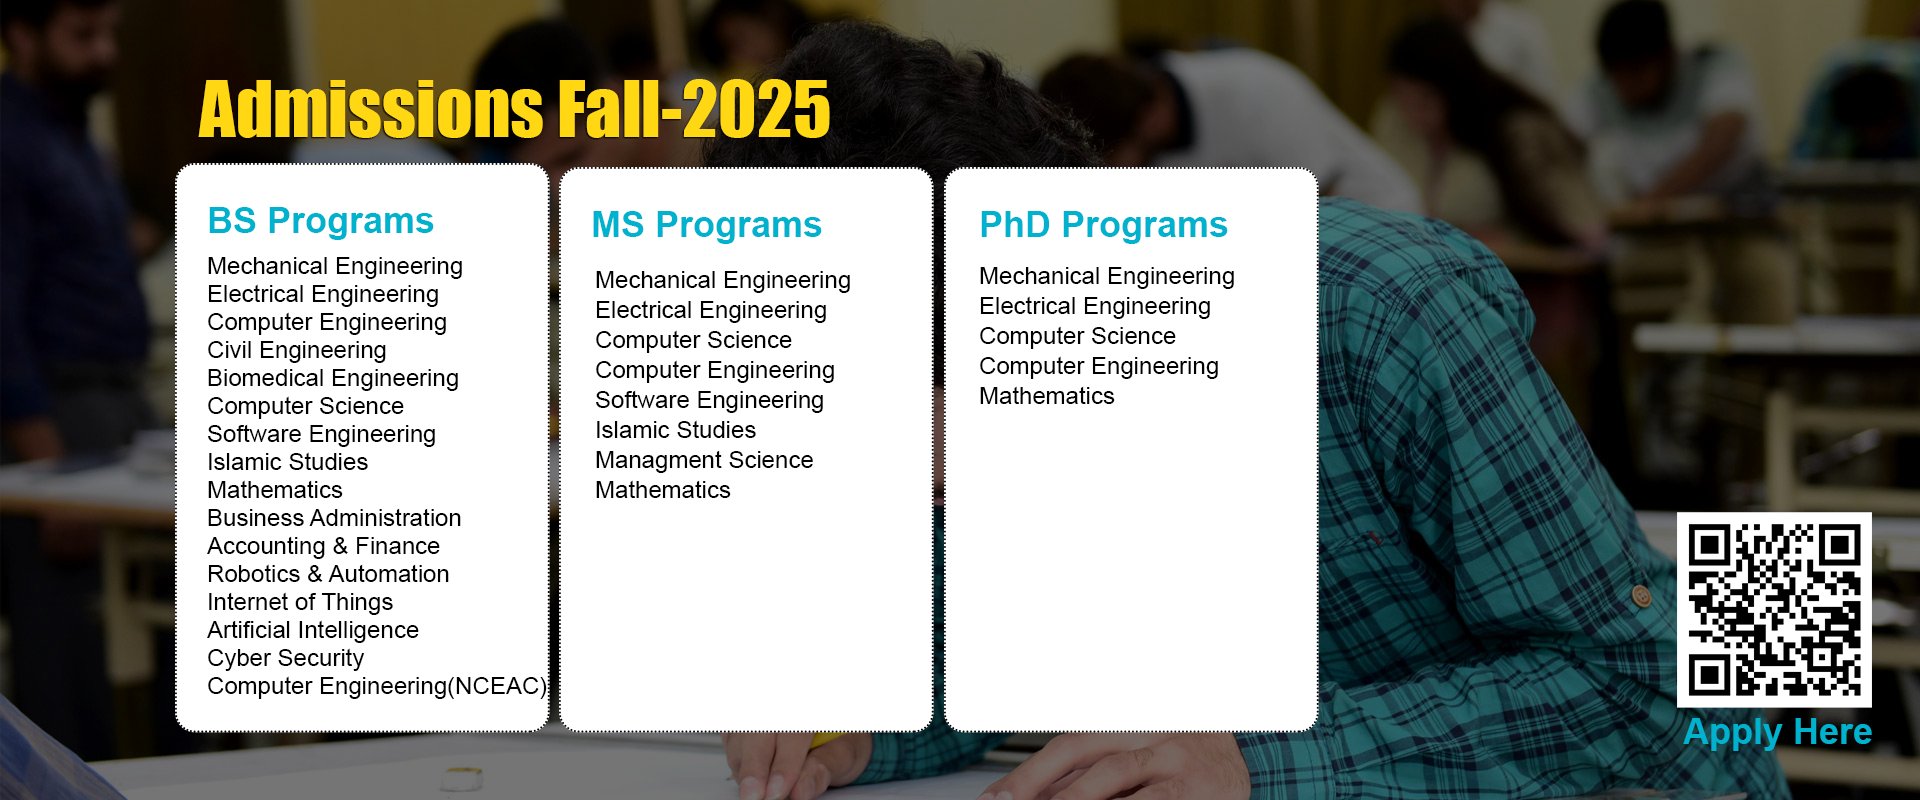 Admissions Fall-2025
BS Programs
Mechanical Engineering
Electrical Engineering
Computer Engineering
Civil Engineering
Biomedical Engineering
Computer Science
Software Engineering
Islamic Studies
Mathematics
Business Administration
Accounting & Finance
Robotics & Automation
Internet of Things
Artificial Intelligence
Cyber Security
Computer Engineering(NCEAC)
MS Programs
Mechanical Engineering
Electrical Engineering
Computer Science
Computer Engineering
Software Engineering
Islamic Studies
Managment Science
Mathematics
PhD Programs
Mechanical Engineering
Electrical Engineering
Computer Science
Computer Engineering
Mathematics
Apply Here